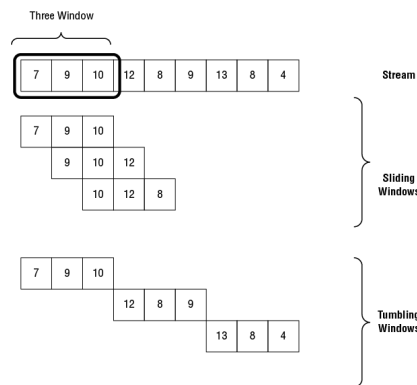 Three Window
7 9 10 12 8 9 13 8 4
Stream
7 9 10
9 10 12
10 12 8
Sliding
Windows
7 9 10
12 8 9
13 8 4
Tumbling
Windows